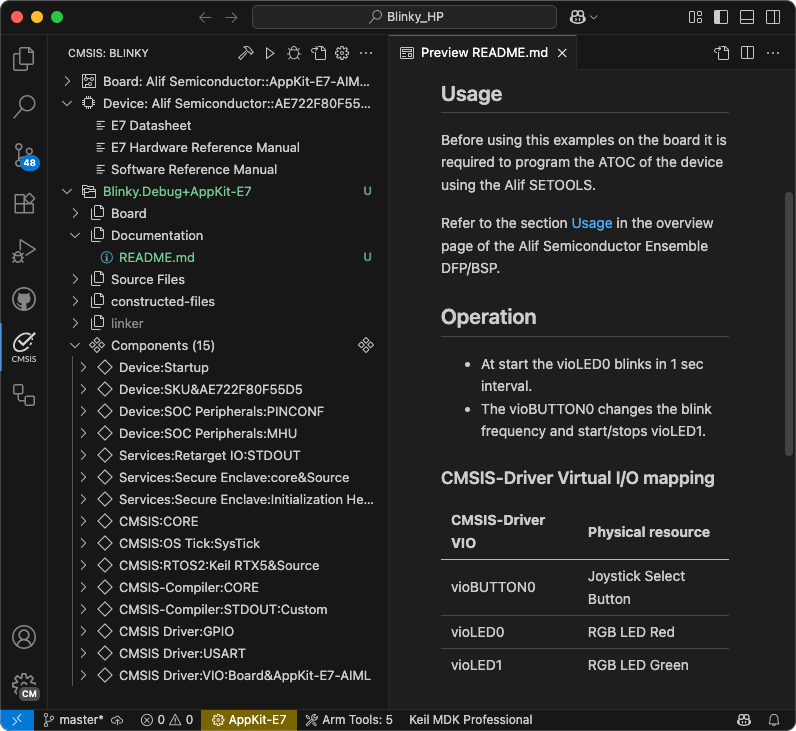 Blinky_HP
CMSIS: BLINKY
Board: Alif Semiconductor::AppKit-E7-AIM...
Device: Alif Semiconductor::AE722F80F55...
E7 Datasheet
E7 Hardware Reference Manual
Software Reference Manual
Blinky.Debug+AppKit-E7 U
Board
Documentation
README.md U
Source Files
constructed-files
linker
Components (15)
Device:Startup
Device:SKU&AE722F80F55D5
Device:SOC Peripherals:PINCONF
Device:SOC Peripherals:MHU
Services:Retarget IO:STDOUT
Services:Secure Enclave:core&Source
Services:Secure Enclave:Initialization He...
CMSIS:CORE
CMSIS:OS Tick:SysTick
CMSIS:RTOS2:Keil RTX5&Source
CMSIS-Compiler:CORE
CMSIS-Compiler:STDOUT:Custom
CMSIS Driver:GPIO
CMSIS Driver:USART
CMSIS Driver:VIO:Board&AppKit-E7-AIML
48
CMSIS
CM
Preview README.md
Usage
Before using this examples on the board it is
required to program the ATOC of the device
using the Alif SETOOLS.
Refer to the section Usage in the overview
page of the Alif Semiconductor Ensemble
DFP/BSP.
Operation
• At start the vioLED0 blinks in 1 sec
interval.
• The vioBUTTON0 changes the blink
frequency and start/stops vioLED1.
CMSIS-Driver Virtual I/O mapping
CMSIS-Driver
VIO
Physical resource
vioBUTTON0
Joystick Select
Button
vioLED0 RGB LED Red
vioLED1 RGB LED Green
master* 0 0 AppKit-E7 Arm Tools: 5 Keil MDK Professional